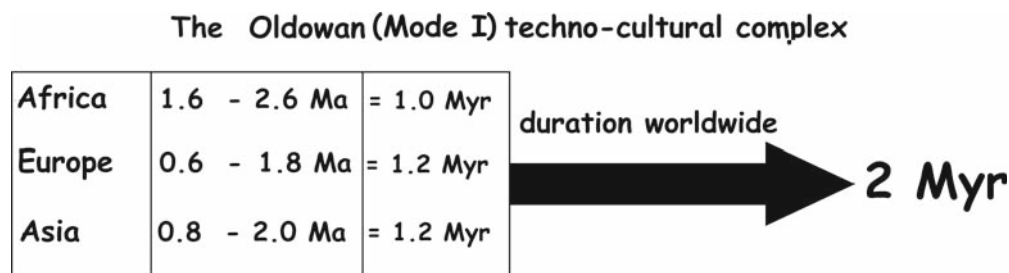 The Oldowan (Mode I) techno-cultural complex
Africa 1.6 - 2.6 Ma = 1.0 Myr
duration worldwide
Europe 0.6 - 1.8 Ma = 1.2 Myr
2 Myr
Asia 0.8 - 2.0 Ma = 1.2 Myr